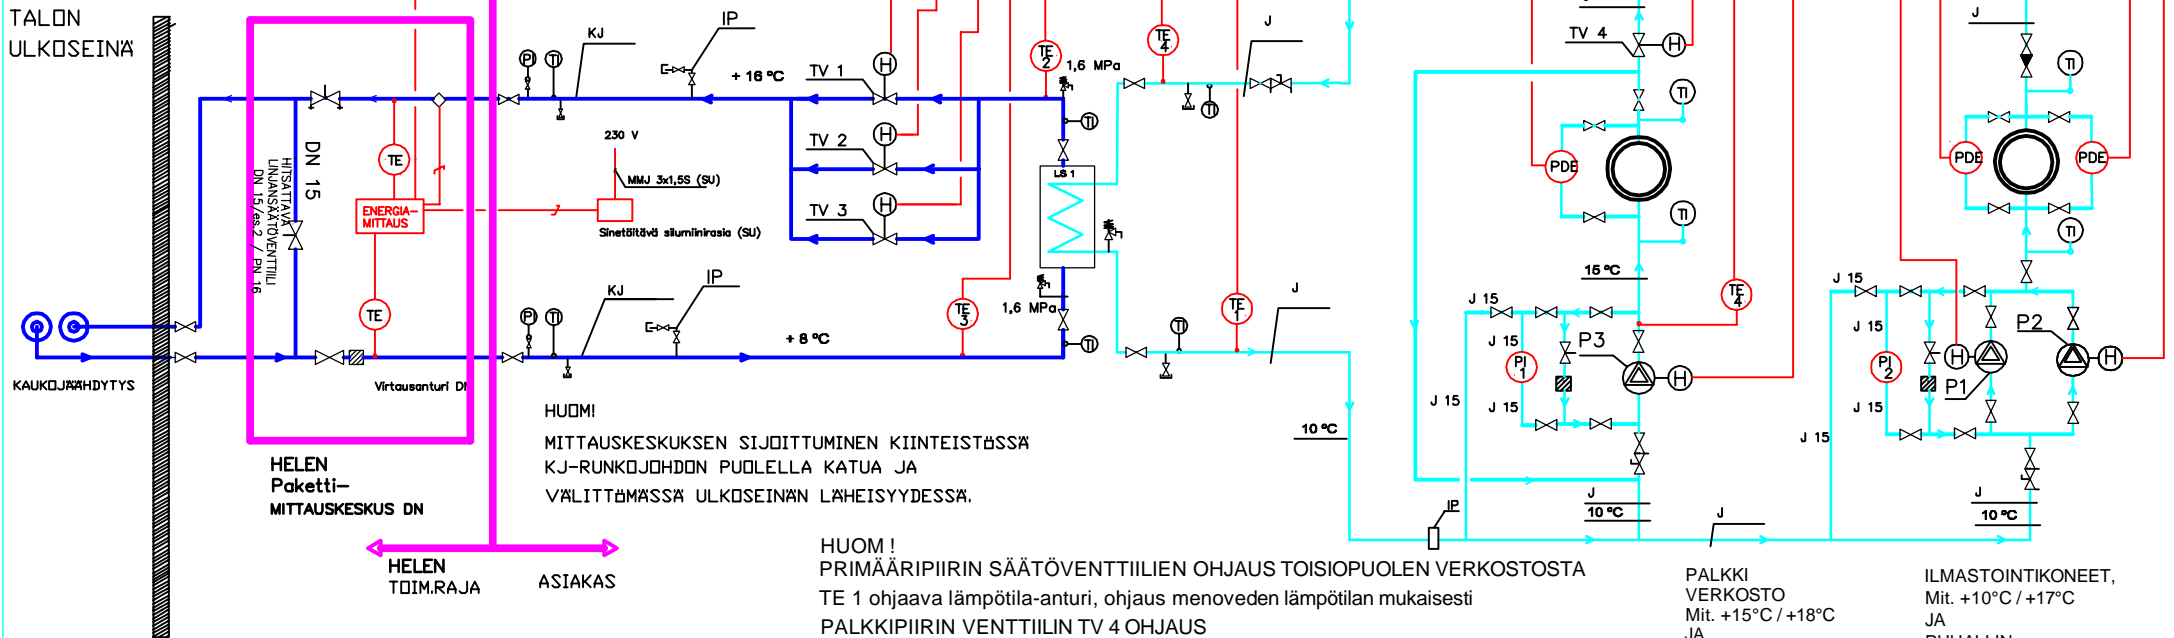 TALON
ULKOSEINÄ
KJ
IP
PI
TI
+ 16 °C
TV 1
H
TV 2
H
TV 3
H
TE 2
1,6 MPa
TI
LS 1
TE 4
J
TI
TV 4
H
TI
PDE
TI
J
TI
PDE
PDE
TI
DN 15
HITSATTAVA
LINJANSÄÄTÖVENTTIILI
DN 15/es.2 / PN 16
TE
ENERGIA-
MITTAUS
TE
230 V
MMJ 3x1,5S (SU)
Sinetöitävä silumiinirasia (SU)
KAUKOJÄÄHDYTYS
Virtausanturi DN
PI
TI
KJ
IP
+ 8 °C
TE 3
1,6 MPa
TI
TI
TE 1
J
10 °C
15 °C
J 15
J 15
PI 1
J 15
J 15
P3
H
TE 4
J 15
J 15
PI 2
J 15
J 15
H
P1
P2
H
HUOM!
MITTAUSKESKUKSEN SIJOITTUMINEN KIINTEISTÖSSÄ
KJ-RUNKOJOHDON PUOLELLA KATUA JA
VÄLITTÖMÄSSÄ ULKOSEINÄN LÄHEISYYDESSÄ.
HELEN
Paketti-
MITTAUSKESKUS DN
HELEN
TOIM.RAJA
ASIAKAS
IP
J
10 °C
J
J
10 °C
HUOM !
PRIMÄÄRIPIIRIN SÄÄTÖVENTTIILIEN OHJAUS TOISIOPUOLEN VERKOSTOSTA
TE 1 ohjaava lämpötila-anturi, ohjaus menoveden lämpötilan mukaisesti
PALKKIPIIRIN VENTTIILIN TV 4 OHJAUS
PALKKI
VERKOSTO
Mit. +15°C / +18°C
JA
ILMASTOINTIKONEET,
Mit. +10°C / +17°C
JA